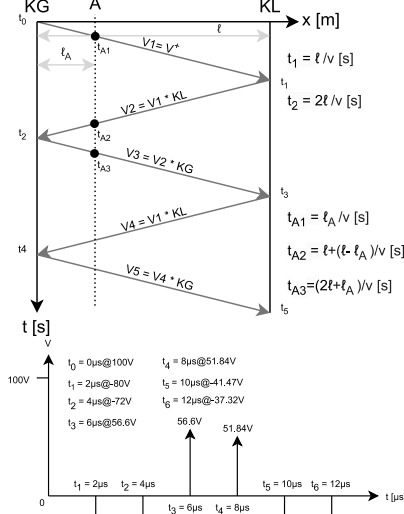 KG A KL
x [m]
t0
ℓ
ℓA
tA1
V1= V⁺
t1 = ℓ /v [s]
t1
V2 = V1 * KL
t2 = 2ℓ/v [s]
t2
tA2
tA3
V3 = V2 * KG
t3
V4 = V1 * KL
tA1 = ℓA /v [s]
t4
tA2 = ℓ+(ℓ- ℓA )/v [s]
V5 = V4 * KG
tA3=(2ℓ+ℓA )/v [s]
t5
t [s]
V
t0 = 0µs@100V
t4 = 8µs@51.84V
100V
t1 = 2µs@-80V
t5 = 10µs@-41.47V
t2 = 4µs@-72V
t6 = 12µs@-37.32V
t3 = 6µs@56.6V
56.6V
51.84V
t1 = 2µs
t2 = 4µs
t5 = 10µs
t6 = 12µs
t [µs
0
t3 = 6µs
t4 = 8µs